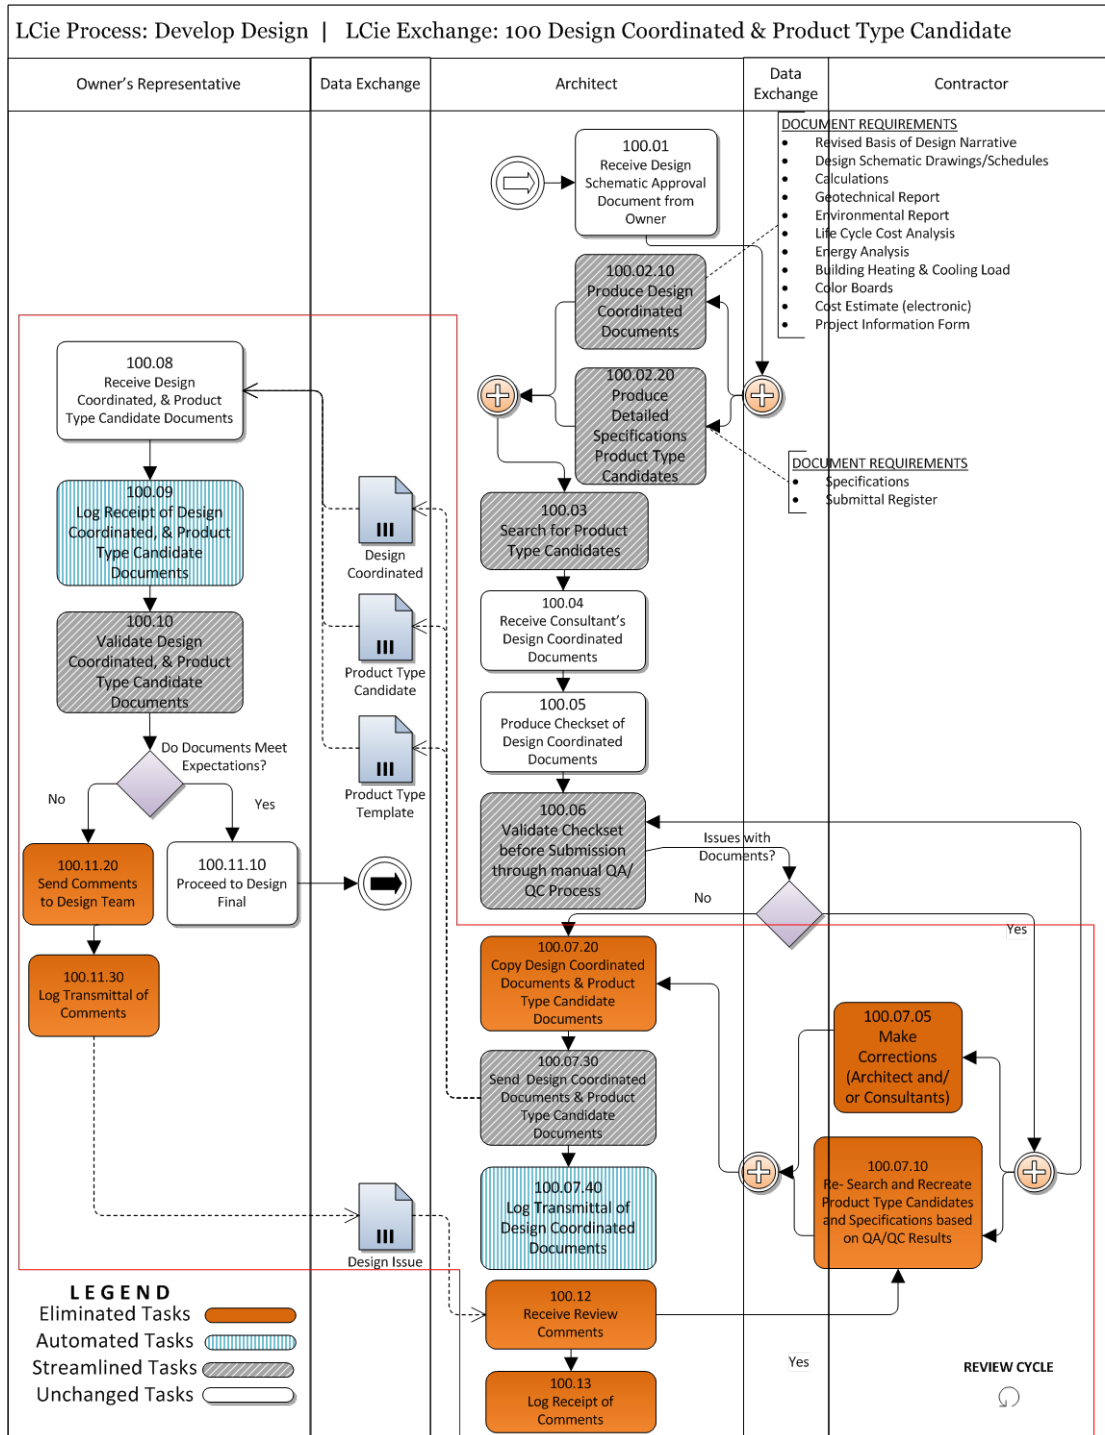 LCie Process: Develop Design | LCie Exchange: 100 Design Coordinated & Product Type Candidate
Owner's Representative
Data Exchange
Architect
Data
Exchange
Contractor
DOCUMENT REQUIREMENTS
• Revised Basis of Design Narrative
• Design Schematic Drawings/Schedules
• Calculations
• Geotechnical Report
• Environmental Report
• Life Cycle Cost Analysis
• Energy Analysis
• Building Heating & Cooling Load
• Color Boards
• Cost Estimate (electronic)
• Project Information Form
100.01
Receive Design
Schematic Approval
Document from
Owner
100.02.10
Produce Design
Coordinated
Documents
100.02.20
Produce
Detailed
Specifications
Product Type
Candidates
DOCUMENT REQUIREMENTS
• Specifications
• Submittal Register
100.03
Search for Product
Type Candidates
100.04
Receive Consultant's
Design Coordinated
Documents
100.05
Produce Checkset of
Design Coordinated
Documents
100.06
Validate Checkset
before Submission
through manual QA/
QC Process
Issues with
Documents?
No
Yes
100.08
Receive Design
Coordinated, & Product
Type Candidate Documents
100.09
Log Receipt of Design
Coordinated, & Product
Type Candidate
Documents
100.10
Validate Design
Coordinated, & Product
Type Candidate
Documents
Do Documents Meet
Expectations?
No
Yes
100.11.20
Send Comments
to Design Team
100.11.10
Proceed to Design
Final
100.11.30
Log Transmittal of
Comments
Design
Coordinated
Product Type
Candidate
Product Type
Template
100.07.20
Copy Design Coordinated
Documents & Product
Type Candidate
Documents
100.07.30
Send Design Coordinated
Documents & Product
Type Candidate
Documents
100.07.40
Log Transmittal of
Design Coordinated
Documents
100.07.05
Make
Corrections
(Architect and/
or Consultants)
100.07.10
Re- Search and Recreate
Product Type Candidates
and Specifications based
on QA/QC Results
Design Issue
100.12
Receive Review
Comments
100.13
Log Receipt of
Comments
Yes
REVIEW CYCLE
LEGEND
Eliminated Tasks
Automated Tasks
Streamlined Tasks
Unchanged Tasks